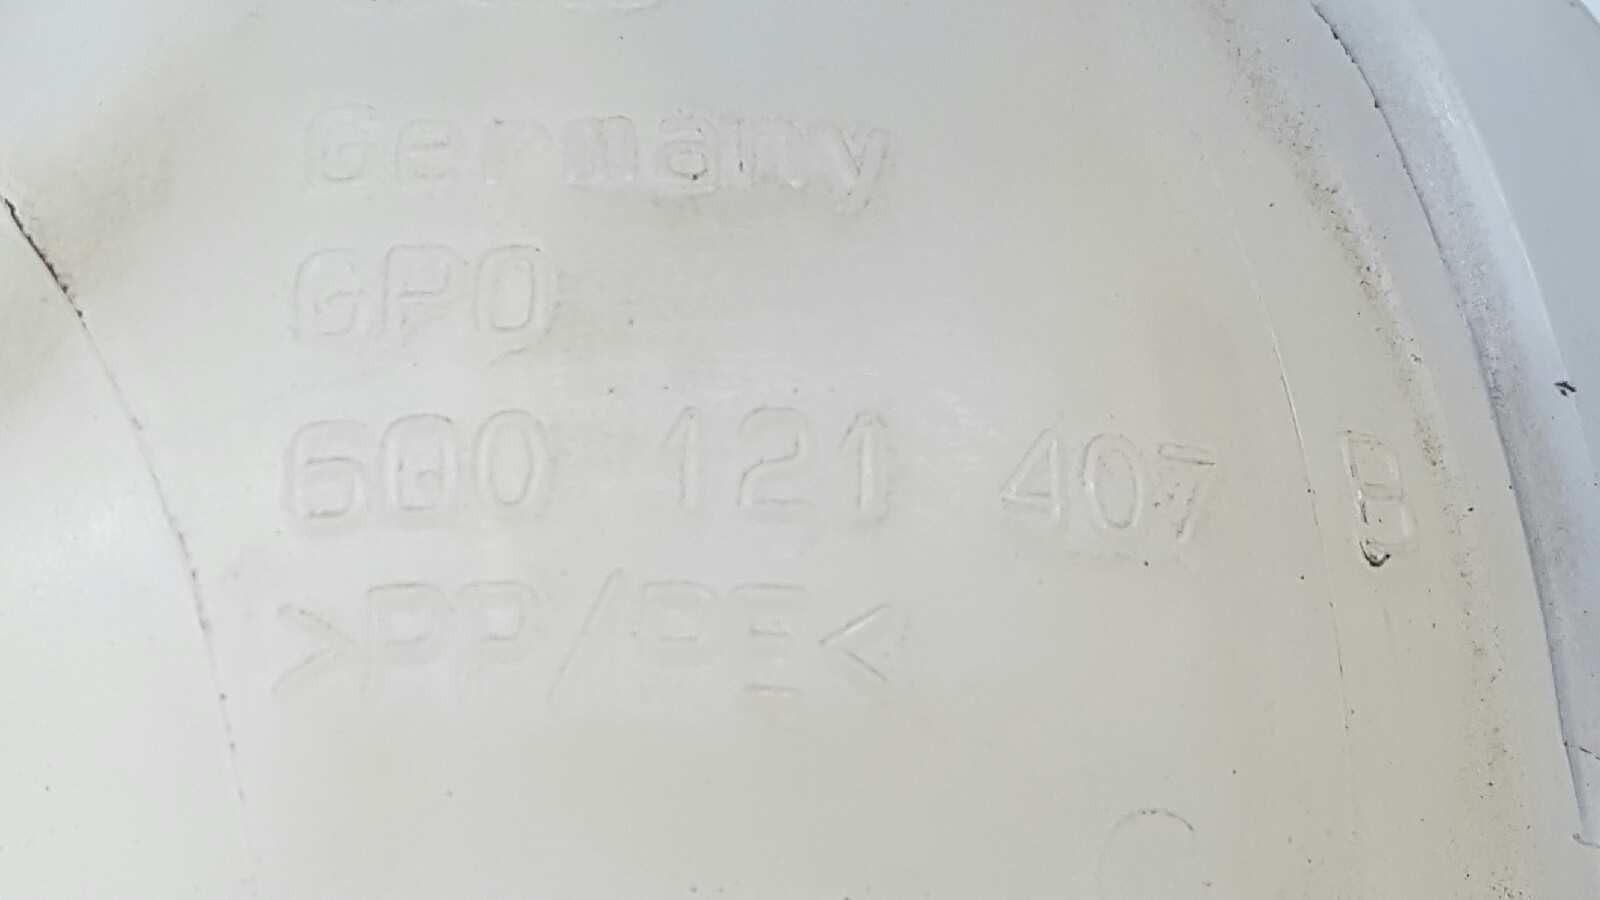 Germany
GPO
6Q0 121 407 B
>PP/PE<